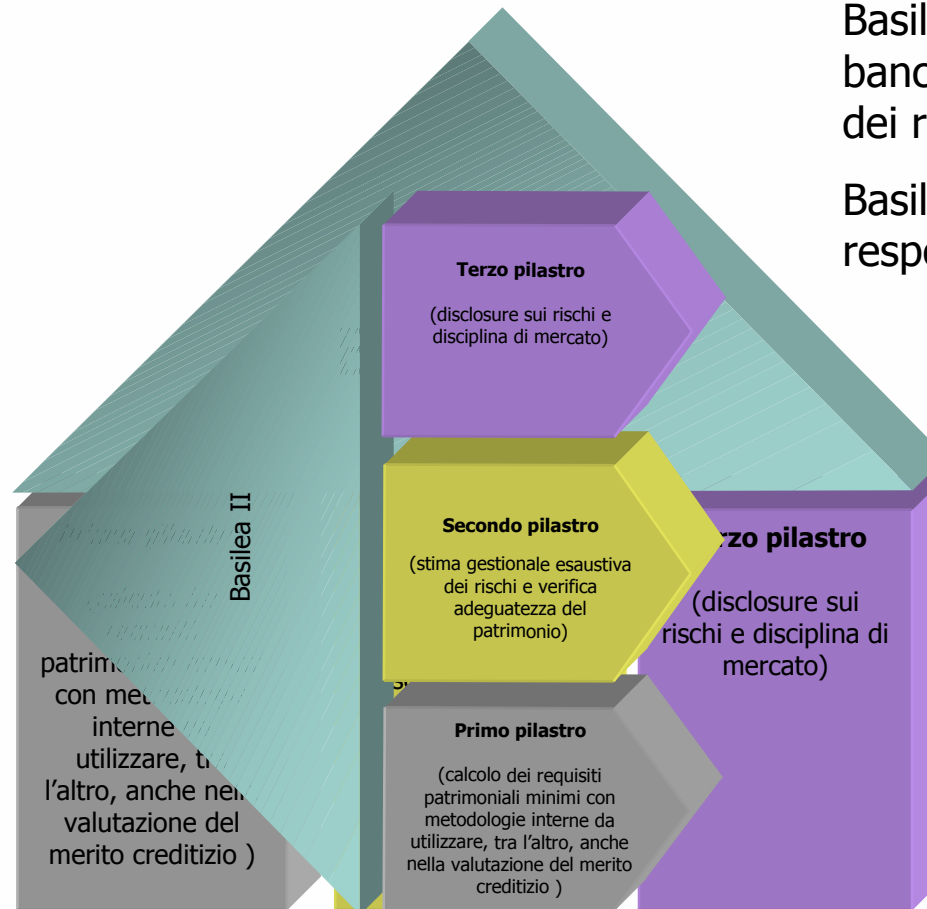 Basil
banc
dei r
Basil
respo
Terzo pilastro
(disclosure sui rischi e
disciplina di mercato)
Basilea II
Secondo pilastro
(stima gestionale esaustiva
dei rischi e verifica
adeguatezza del
patrimonio)
Primo pilastro
(calcolo dei requisiti
patrimoniali minimi con
metodologie interne da
utilizzare, tra l'altro, anche
nella valutazione del merito
creditizio )
patrim
con met
interne
utilizzare, t
l'altro, anche nell
valutazione del
merito creditizio )
rzo pilastro
(disclosure sui
rischi e disciplina di
mercato)